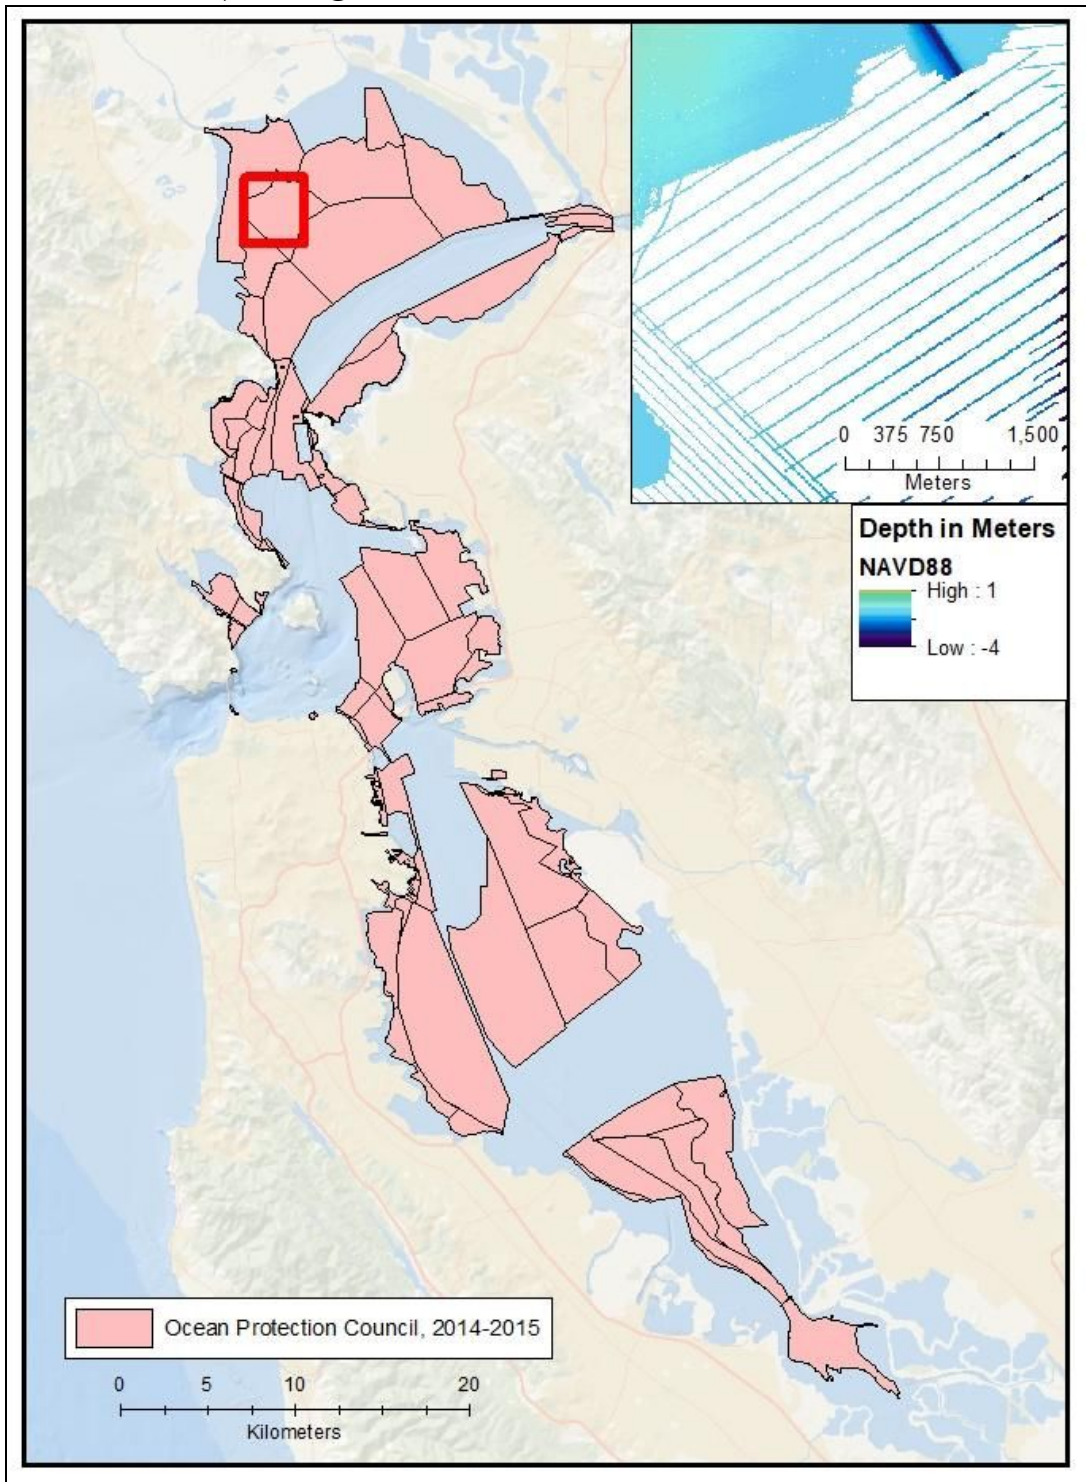 0 375 750 1,500
Meters
Depth in Meters
NAVD88
High : 1
Low : -4
Ocean Protection Council, 2014-2015
0 5 10 20
Kilometers